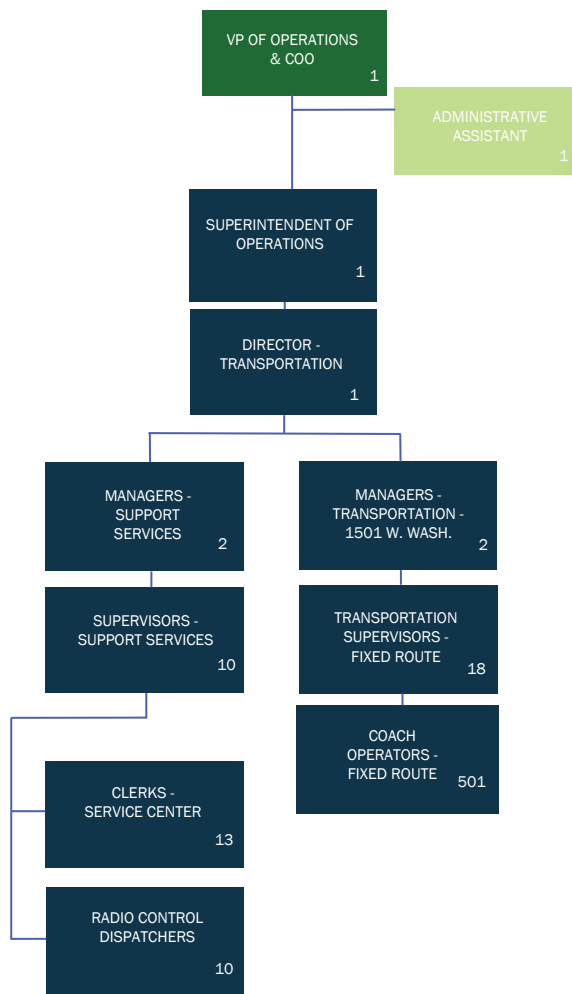 VP OF OPERATIONS
& COO
1
ADMINISTRATIVE
ASSISTANT
1
SUPERINTENDENT OF
OPERATIONS
1
DIRECTOR -
TRANSPORTATION
1
MANAGERS -
SUPPORT
SERVICES
2
MANAGERS -
TRANSPORTATION -
1501 W. WASH.
2
SUPERVISORS -
SUPPORT SERVICES
10
TRANSPORTATION
SUPERVISORS -
FIXED ROUTE
18
COACH
OPERATORS -
FIXED ROUTE
501
CLERKS -
SERVICE CENTER
13
RADIO CONTROL
DISPATCHERS
10